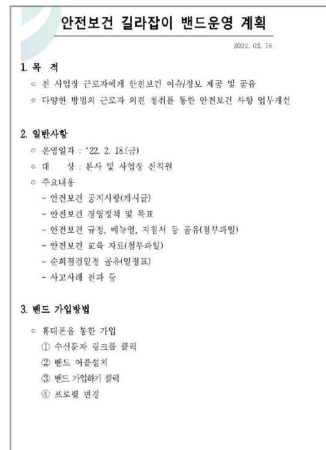 안전보건 길라잡이 밴드운영 계획
2022. 02. 18.
1. 목 적
○ 전 사업장 근로자에게 안전보건 이슈/정보 제공 및 공유
○ 다양한 방법의 근로자 의견 청취를 통한 안전보건 사항 업무개선
2. 일반사항
○ 운영일자 : '22. 2. 18.(금)
○ 대 상 : 본사 및 사업장 전직원
○ 주요내용
- 안전보건 공지사항(게시글)
- 안전보건 경영정책 및 목표
- 안전보건 규정, 매뉴얼, 지침서 등 공유(첨부파일)
- 안전보건 교육 자료(첨부파일)
- 순회점검일정 공유(일정표)
- 사고사례 전파 등
3. 밴드 가입방법
○ 휴대폰을 통한 가입
① 수신문자 링크를 클릭
② 밴드 어플설치
③ 밴드 가입하기 클릭
④ 프로필 변경